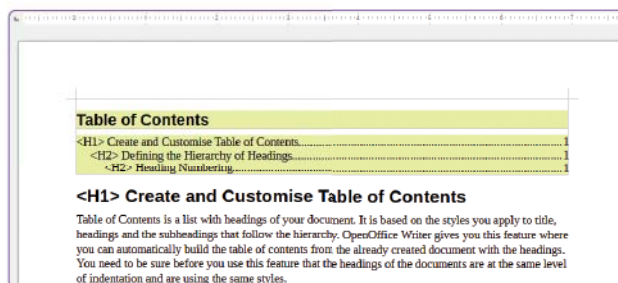 Table of Contents
<H1> Create and Customise Table of Contents 1
<H2> Defining the Hierarchy of Headings 1
<H2> Heading Numbering 1
<H1> Create and Customise Table of Contents
Table of Contents is a list with headings of your document. It is based on the styles you apply to title,
headings and the subheadings that follow the hierarchy. OpenOffice Writer gives you this feature where
you can automatically build the table of contents from the already created document with the headings.
You need to be sure before you use this feature that the headings of the documents are at the same level
of indentation and are using the same styles.